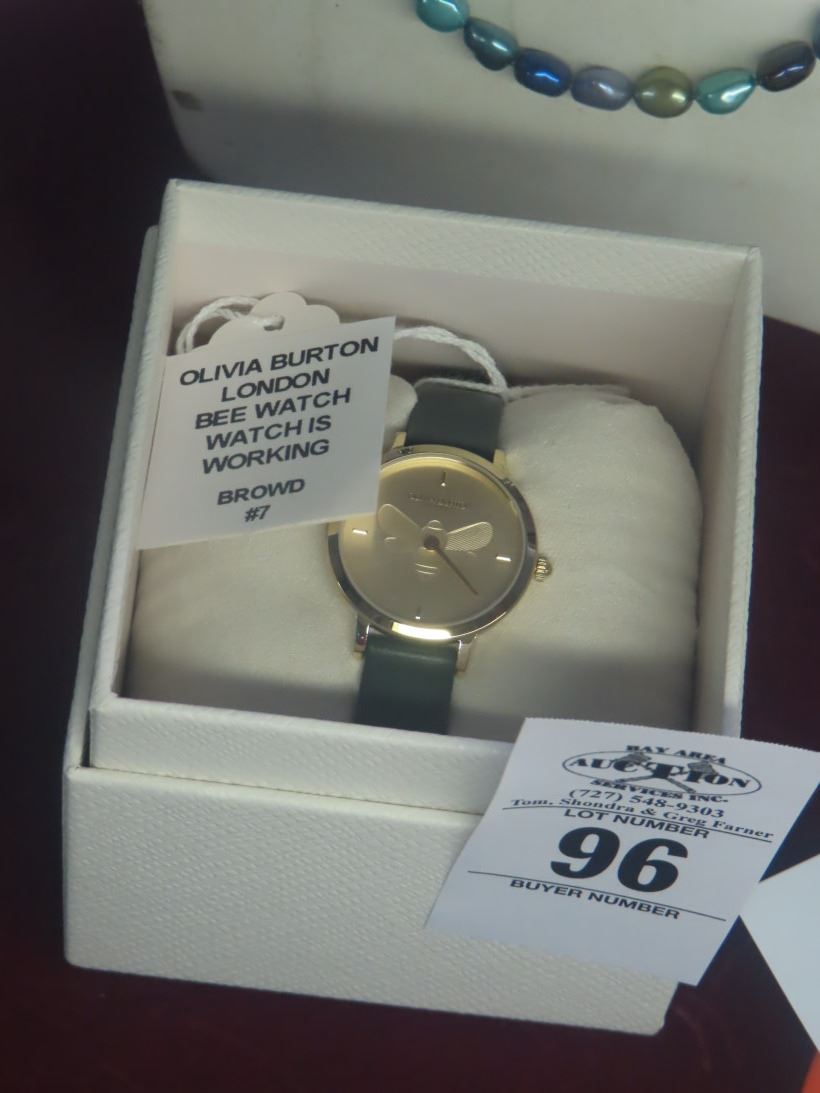 OLIVIA BURTON
LONDON
BEE WATCH
WATCH IS
WORKING
BROWD
#7
BAY AREA
AUCTION
SERVICES INC.
(727) 548-9303
Tom, Shondra & Greg Farner
LOT NUMBER
96
BUYER NUMBER